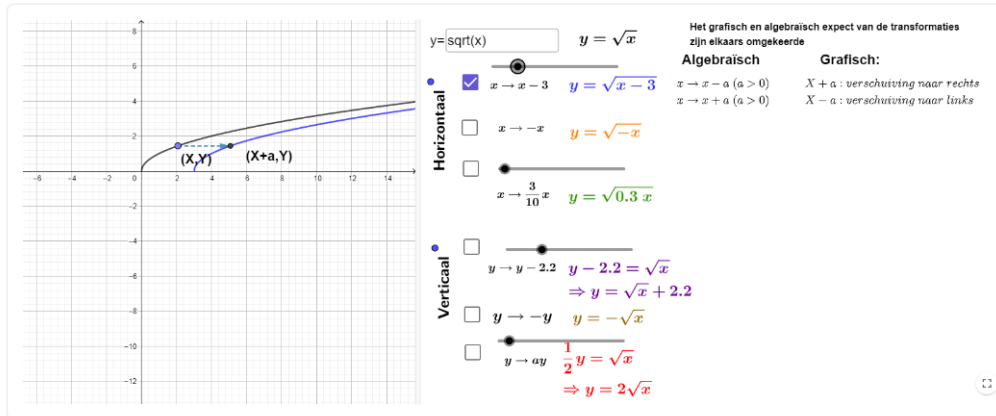 y= sqrt(x)
y = √x
Het grafisch en algebraïsch expect van de transformaties
zijn elkaars omgekeerde
Algebraïsch
Grafisch:
x → x − a (a > 0)
X + a : verschuiving naar rechts
x → x + a (a > 0)
X − a : verschuiving naar links
Horizontaal
x → x − 3
y = √(x − 3)
x → −x
y = √(−x)
x → 3/10 x
y = √(0.3 x)
Verticaal
y → y − 2.2
y − 2.2 = √x
⇒ y = √x + 2.2
y → −y
y = −√x
y → ay
1/2 y = √x
⇒ y = 2√x
(X,Y)
(X+a,Y)
8
6
4
2
-6
-4
-2
0
2
4
6
8
10
12
14
-2
-4
-6
-8
-10
-12